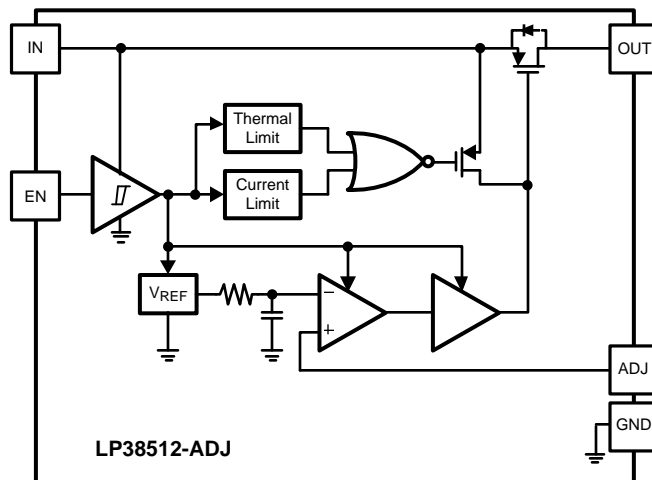 IN
OUT
Thermal
Limit
EN
Current
Limit
VREF
−
+
ADJ
GND
LP38512-ADJ